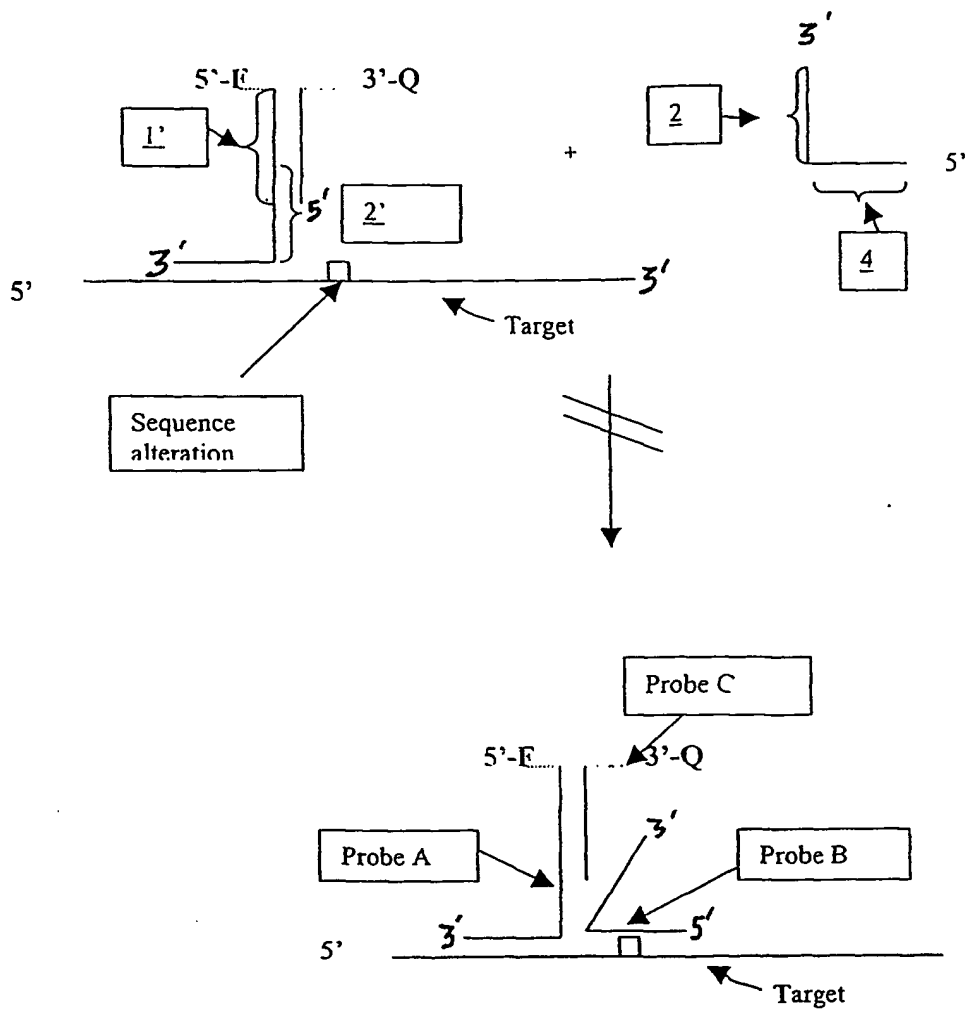 3'
5'-F 3'-Q
1'
2
+
5'
5'
2'
4
3'
5'
3'
Target
Sequence
alteration
Probe C
5'-F 3'-Q
3'
Probe A
Probe B
3'
5'
5'
Target